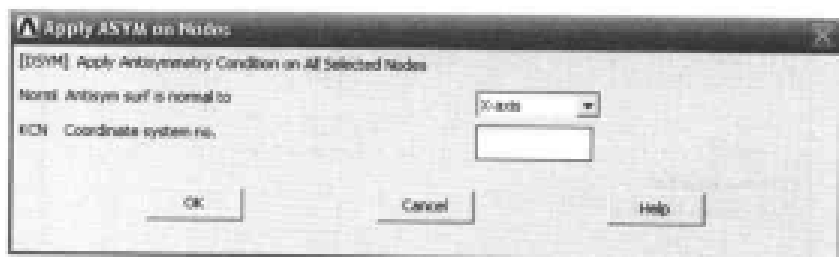 Apply ASYM on Nodes
[DSYM] Apply Antisymmetry Condition on All Selected Nodes
Norml Antisym surf is normal to
X-axis
KCN Coordinate system no.
OK
Cancel
Help